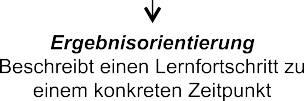 Ergebnisorientierung
Beschreibt einen Lernfortschritt zu
einem konkreten Zeitpunkt